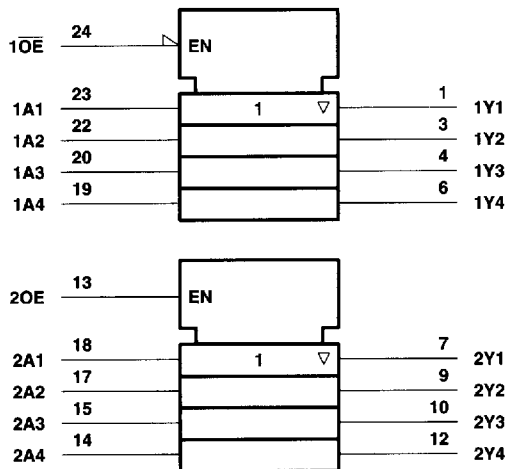 1O̅E̅ 24 EN
1A1 23 1 ▽ 1 1Y1
1A2 22 3 1Y2
1A3 20 4 1Y3
1A4 19 6 1Y4
2OE 13 EN
2A1 18 1 ▽ 7 2Y1
2A2 17 9 2Y2
2A3 15 10 2Y3
2A4 14 12 2Y4